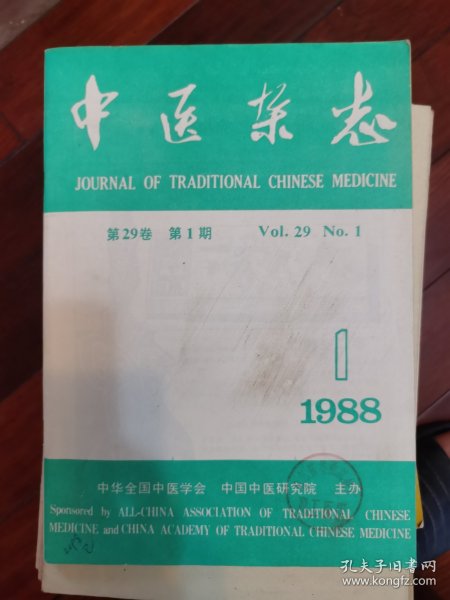 中医杂志
JOURNAL OF TRADITIONAL CHINESE MEDICINE
第29卷 第1期 Vol. 29 No. 1
1
1988
中华全国中医学会 中国中医研究院 主办
Sponsored by ALL-CHINA ASSOCIATION OF TRADITIONAL CHINESE
MEDICINE and CHINA ACADEMY OF TRADITIONAL CHINESE MEDICINE
孔夫子旧书网
www.kongfz.com